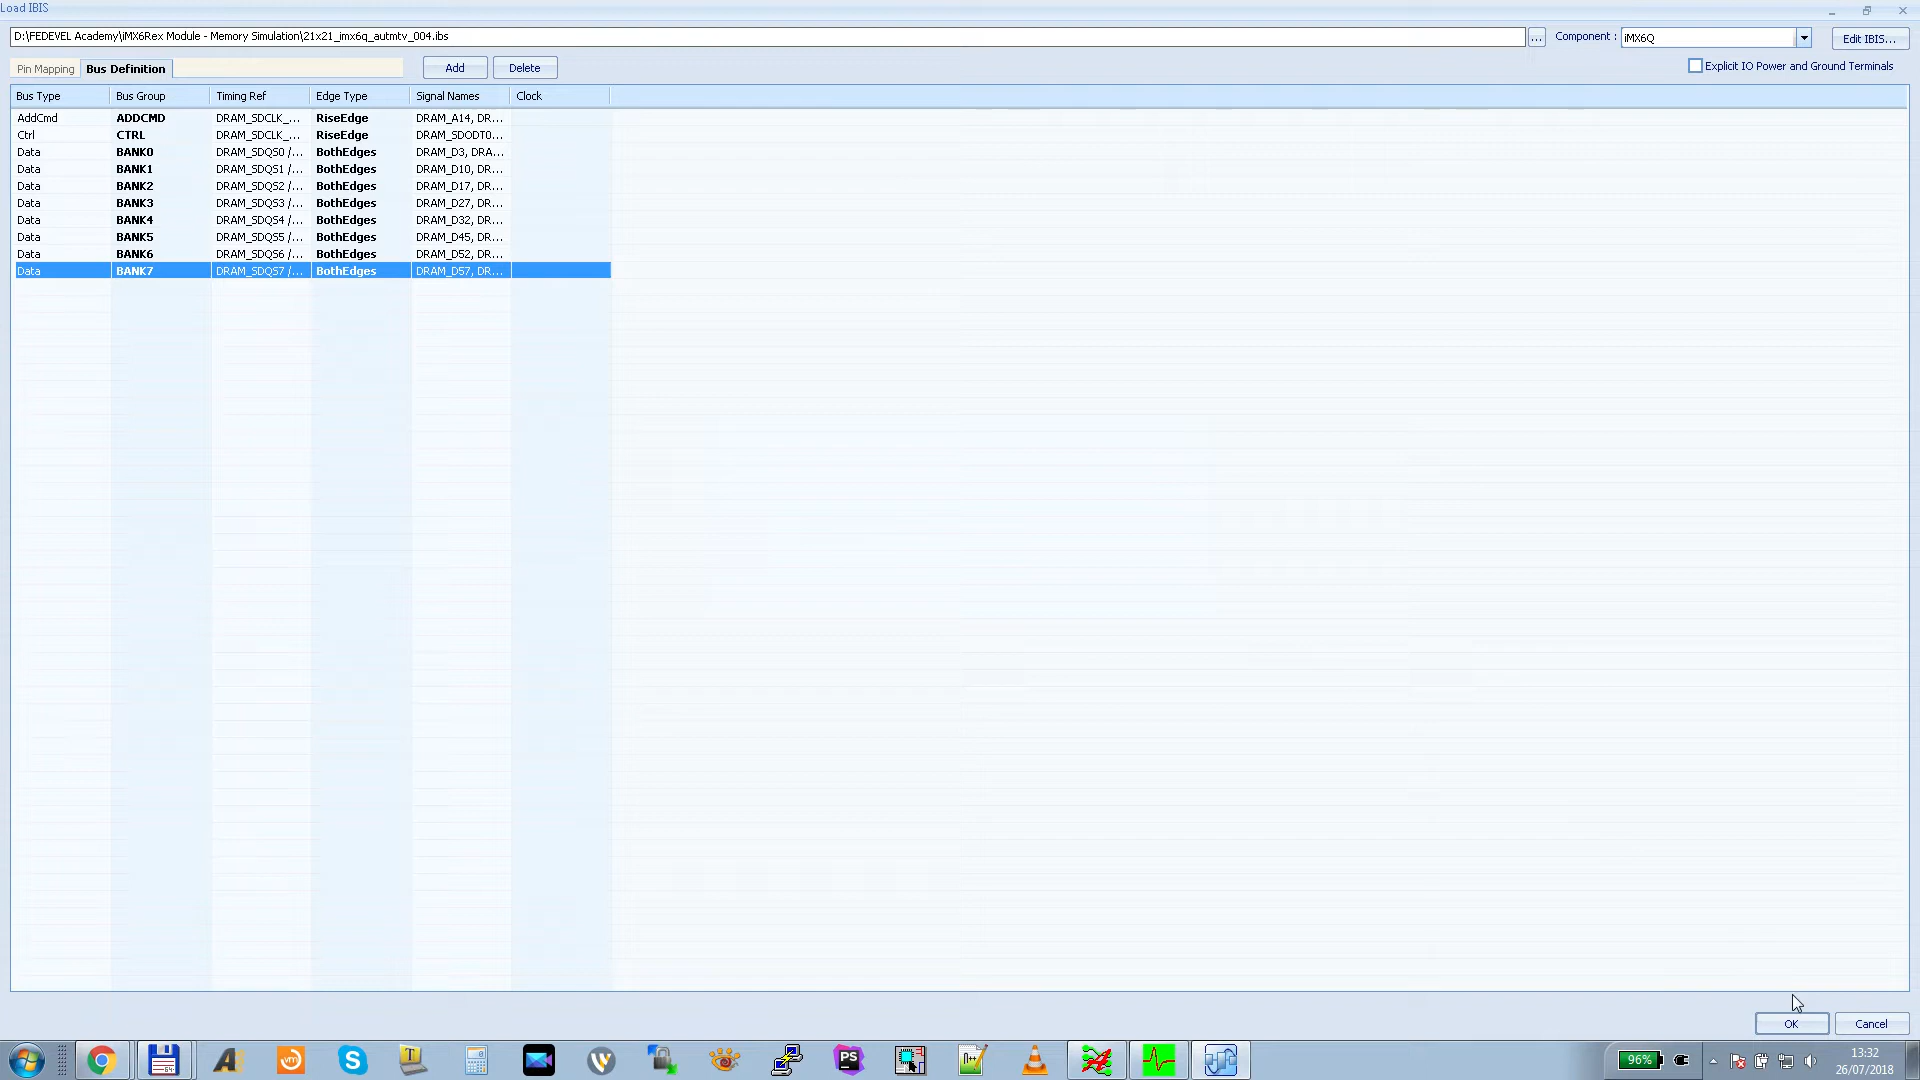 Load IBIS
D:\FEDEVEL Academy\iMX6Rex Module - Memory Simulation\21x21_imx6q_autmtv_004.ibs ... Component : iMX6Q Edit IBIS...
Pin Mapping Bus Definition Add Delete Explicit IO Power and Ground Terminals
Bus Type Bus Group Timing Ref Edge Type Signal Names Clock
AddCmd ADDCMD DRAM_SDCLK_... RiseEdge DRAM_A14, DR...
Ctrl CTRL DRAM_SDCLK_... RiseEdge DRAM_SDODT0...
Data BANK0 DRAM_SDQS0 /... BothEdges DRAM_D3, DRA...
Data BANK1 DRAM_SDQS1 /... BothEdges DRAM_D10, DR...
Data BANK2 DRAM_SDQS2 /... BothEdges DRAM_D17, DR...
Data BANK3 DRAM_SDQS3 /... BothEdges DRAM_D27, DR...
Data BANK4 DRAM_SDQS4 /... BothEdges DRAM_D32, DR...
Data BANK5 DRAM_SDQS5 /... BothEdges DRAM_D45, DR...
Data BANK6 DRAM_SDQS6 /... BothEdges DRAM_D52, DR...
Data BANK7 DRAM_SDQS7 /... BothEdges DRAM_D57, DR...
OK Cancel
96% 13:32
26/07/2018